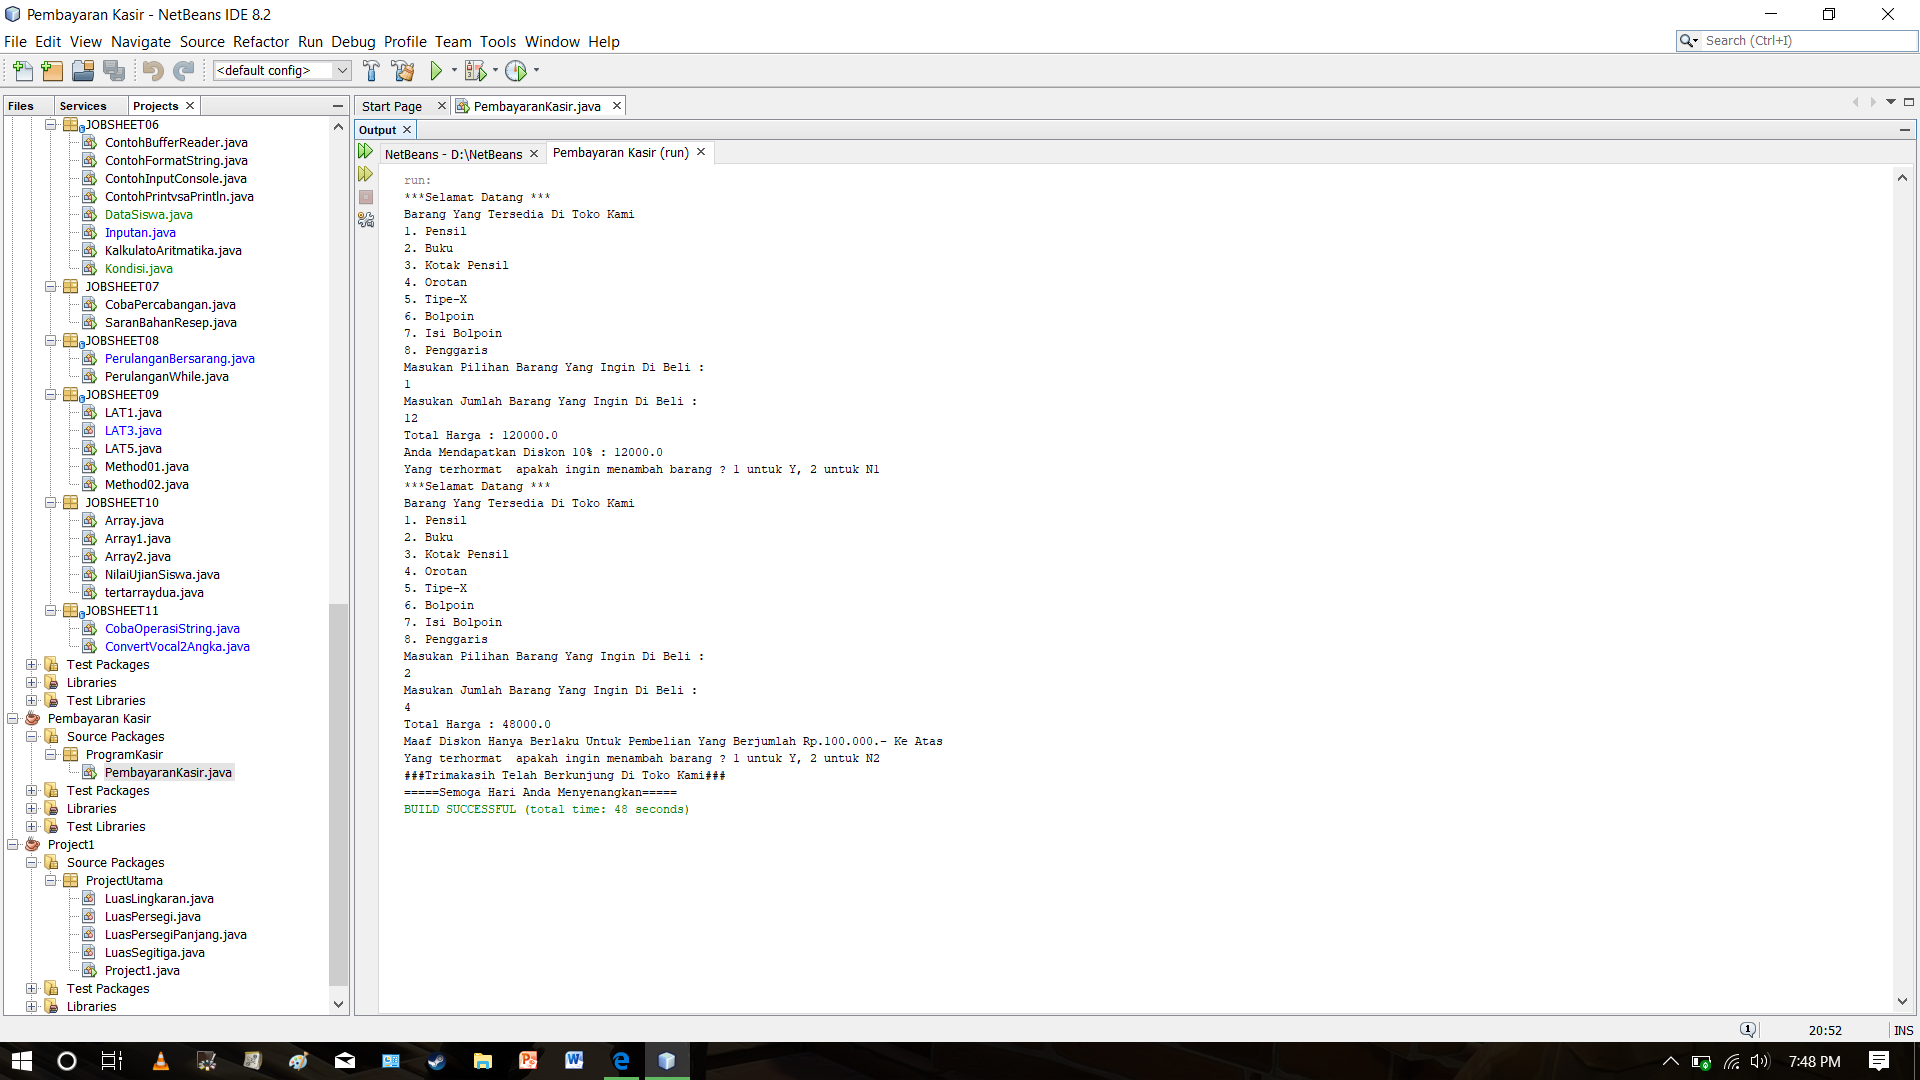 Pembayaran Kasir - NetBeans IDE 8.2
File Edit View Navigate Source Refactor Run Debug Profile Team Tools Window Help
Search (Ctrl+I)
<default config>
Files Services Projects
JOBSHEET06
ContohBufferReader.java
ContohFormatString.java
ContohInputConsole.java
ContohPrintvsaPrintln.java
DataSiswa.java
Inputan.java
KalkulatoAritmatika.java
Kondisi.java
JOBSHEET07
CobaPercabangan.java
SaranBahanResep.java
JOBSHEET08
PerulanganBersarang.java
PerulanganWhile.java
JOBSHEET09
LAT1.java
LAT3.java
LAT5.java
Method01.java
Method02.java
JOBSHEET10
Array.java
Array1.java
Array2.java
NilaiUjianSiswa.java
tertarraydua.java
JOBSHEET11
CobaOperasiString.java
ConvertVocal2Angka.java
Test Packages
Libraries
Test Libraries
Pembayaran Kasir
Source Packages
ProgramKasir
PembayaranKasir.java
Test Packages
Libraries
Test Libraries
Project1
Source Packages
ProjectUtama
LuasLingkaran.java
LuasPersegi.java
LuasPersegiPanjang.java
LuasSegitiga.java
Project1.java
Test Packages
Libraries
Start Page PembayaranKasir.java
Output
NetBeans - D:\NetBeans Pembayaran Kasir (run)
run:
***Selamat Datang ***
Barang Yang Tersedia Di Toko Kami
1. Pensil
2. Buku
3. Kotak Pensil
4. Orotan
5. Tipe-X
6. Bolpoin
7. Isi Bolpoin
8. Penggaris
Masukan Pilihan Barang Yang Ingin Di Beli :
1
Masukan Jumlah Barang Yang Ingin Di Beli :
12
Total Harga : 120000.0
Anda Mendapatkan Diskon 10% : 12000.0
Yang terhormat  apakah ingin menambah barang ? 1 untuk Y, 2 untuk N1
***Selamat Datang ***
Barang Yang Tersedia Di Toko Kami
1. Pensil
2. Buku
3. Kotak Pensil
4. Orotan
5. Tipe-X
6. Bolpoin
7. Isi Bolpoin
8. Penggaris
Masukan Pilihan Barang Yang Ingin Di Beli :
2
Masukan Jumlah Barang Yang Ingin Di Beli :
4
Total Harga : 48000.0
Maaf Diskon Hanya Berlaku Untuk Pembelian Yang Berjumlah Rp.100.000.- Ke Atas
Yang terhormat  apakah ingin menambah barang ? 1 untuk Y, 2 untuk N2
###Trimakasih Telah Berkunjung Di Toko Kami###
=====Semoga Hari Anda Menyenangkan=====
BUILD SUCCESSFUL (total time: 48 seconds)
20:52 INS
7:48 PM